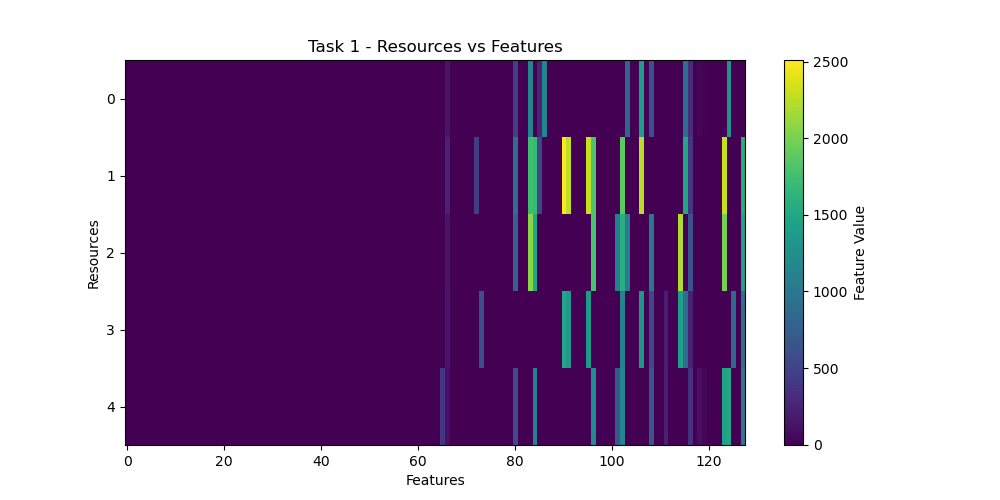 Task 1 - Resources vs Features
Resources
0
1
2
3
4
0 20 40 60 80 100 120
Features
2500
2000
1500
1000
500
0
Feature Value